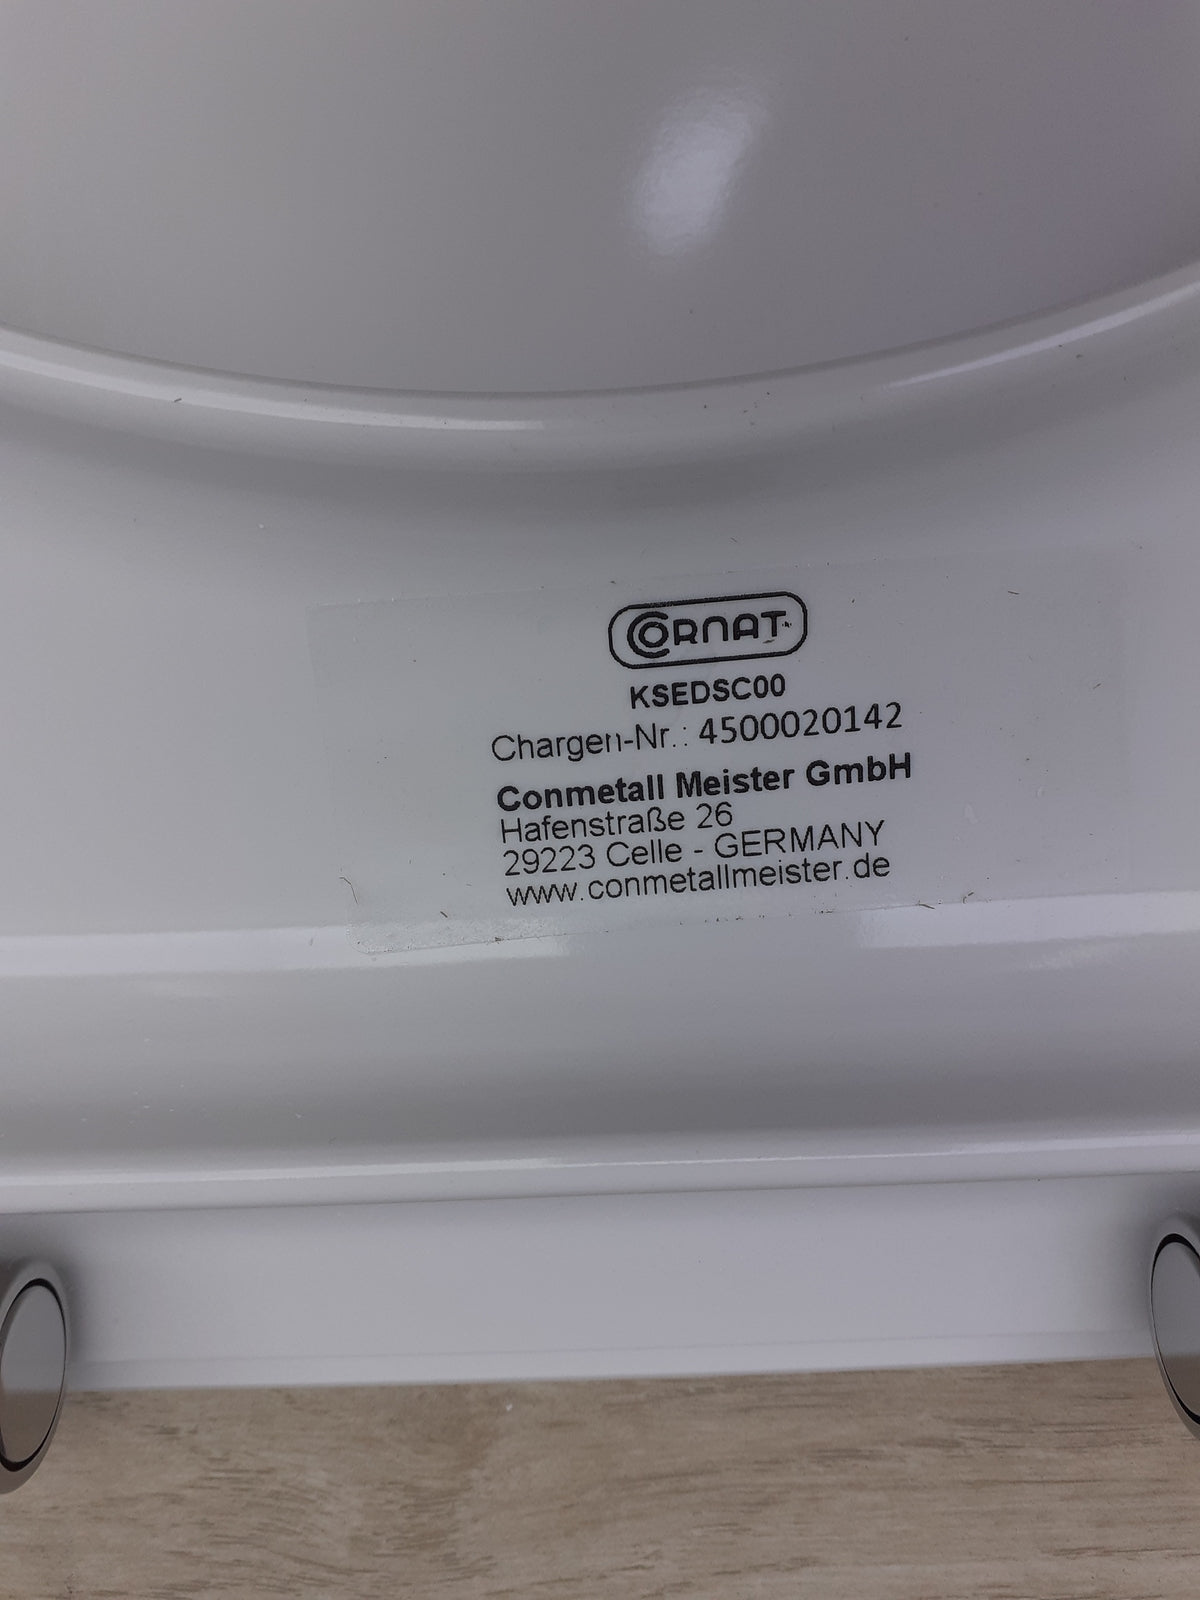 CORNAT
KSEDSC00
Chargen-Nr.: 4500020142
Conmetall Meister GmbH
Hafenstraße 26
29223 Celle - GERMANY
www.conmetallmeister.de